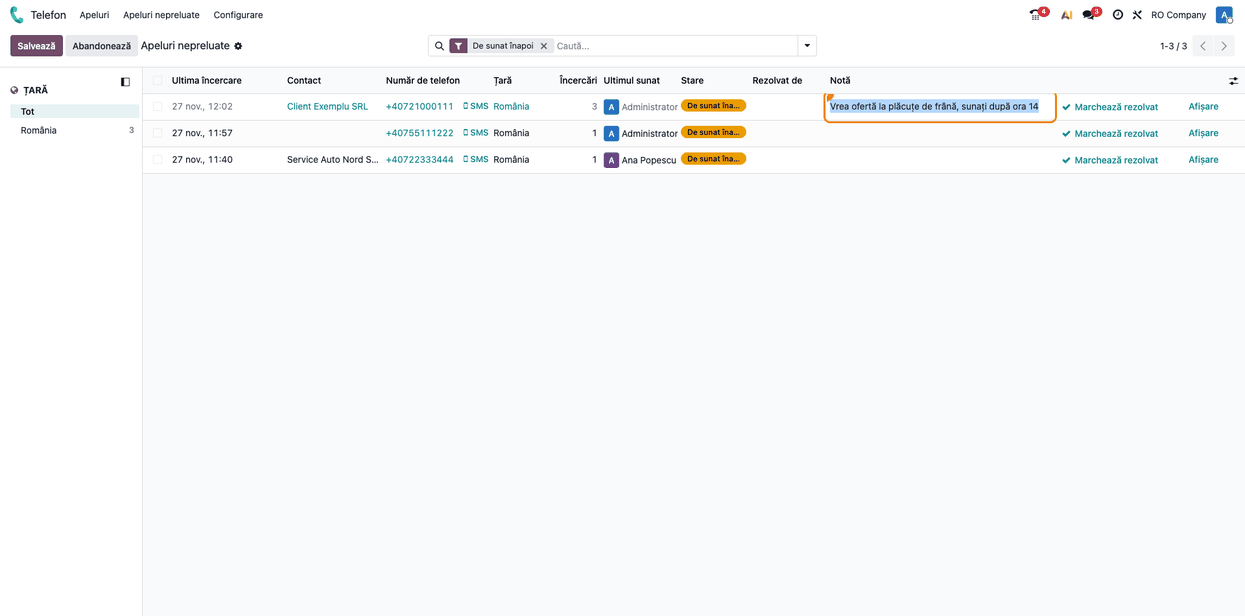 Telefon Apeluri Apeluri nepreluate Configurare 4 AI 3 RO Company A
Salvează Abandonează Apeluri nepreluate De sunat înapoi Caută... 1-3 / 3
ȚARĂ
Tot
România 3
Ultima încercare Contact Număr de telefon Țară Încercări Ultimul sunat Stare Rezolvat de Notă
27 nov., 12:02 Client Exemplu SRL +40721000111 SMS România 3 A Administrator De sunat îna... Vrea ofertă la plăcuțe de frână, sunați după ora 14 Marchează rezolvat Afișare
27 nov., 11:57 +40755111222 SMS România 1 A Administrator De sunat îna... Marchează rezolvat Afișare
27 nov., 11:40 Service Auto Nord S... +40722333444 SMS România 1 A Ana Popescu De sunat îna... Marchează rezolvat Afișare